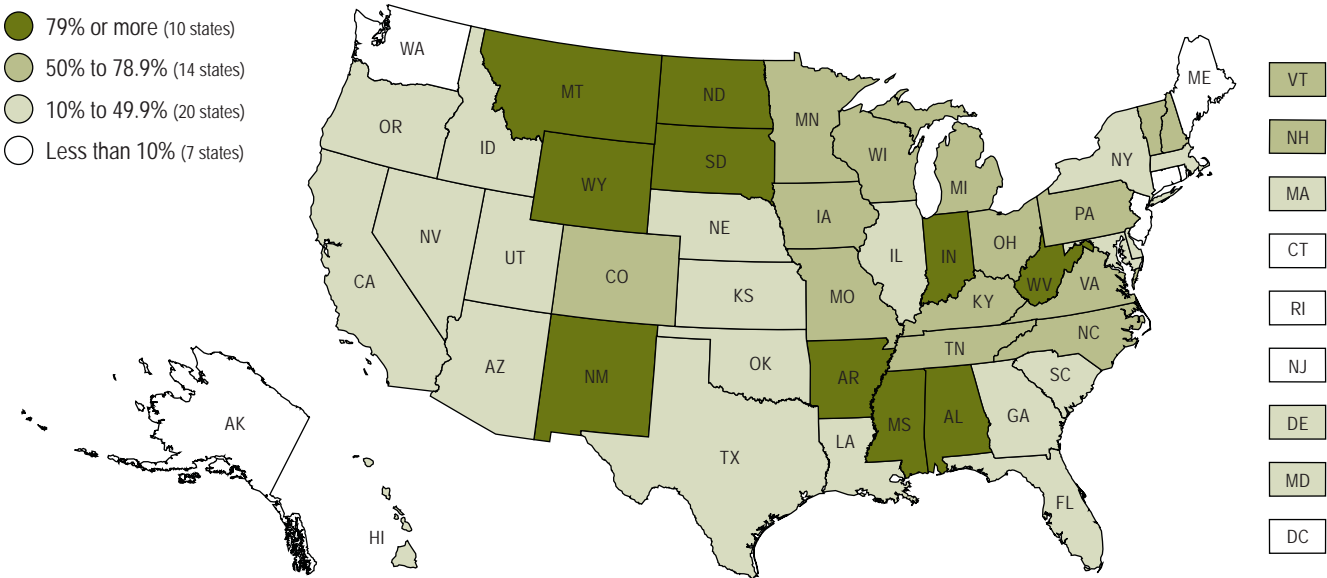 79% or more (10 states)
50% to 78.9% (14 states)
10% to 49.9% (20 states)
Less than 10% (7 states)
WA
ME
MT
ND
VT
MN
OR
NH
ID
WI
NY
SD
MI
WY
MA
IA
PA
NE
NV
OH
CT
IL
IN
UT
CO
WV
CA
VA
KS
MO
KY
RI
NC
TN
OK
NJ
AZ
NM
AR
SC
GA
AL
MS
AK
DE
LA
TX
MD
FL
HI
DC